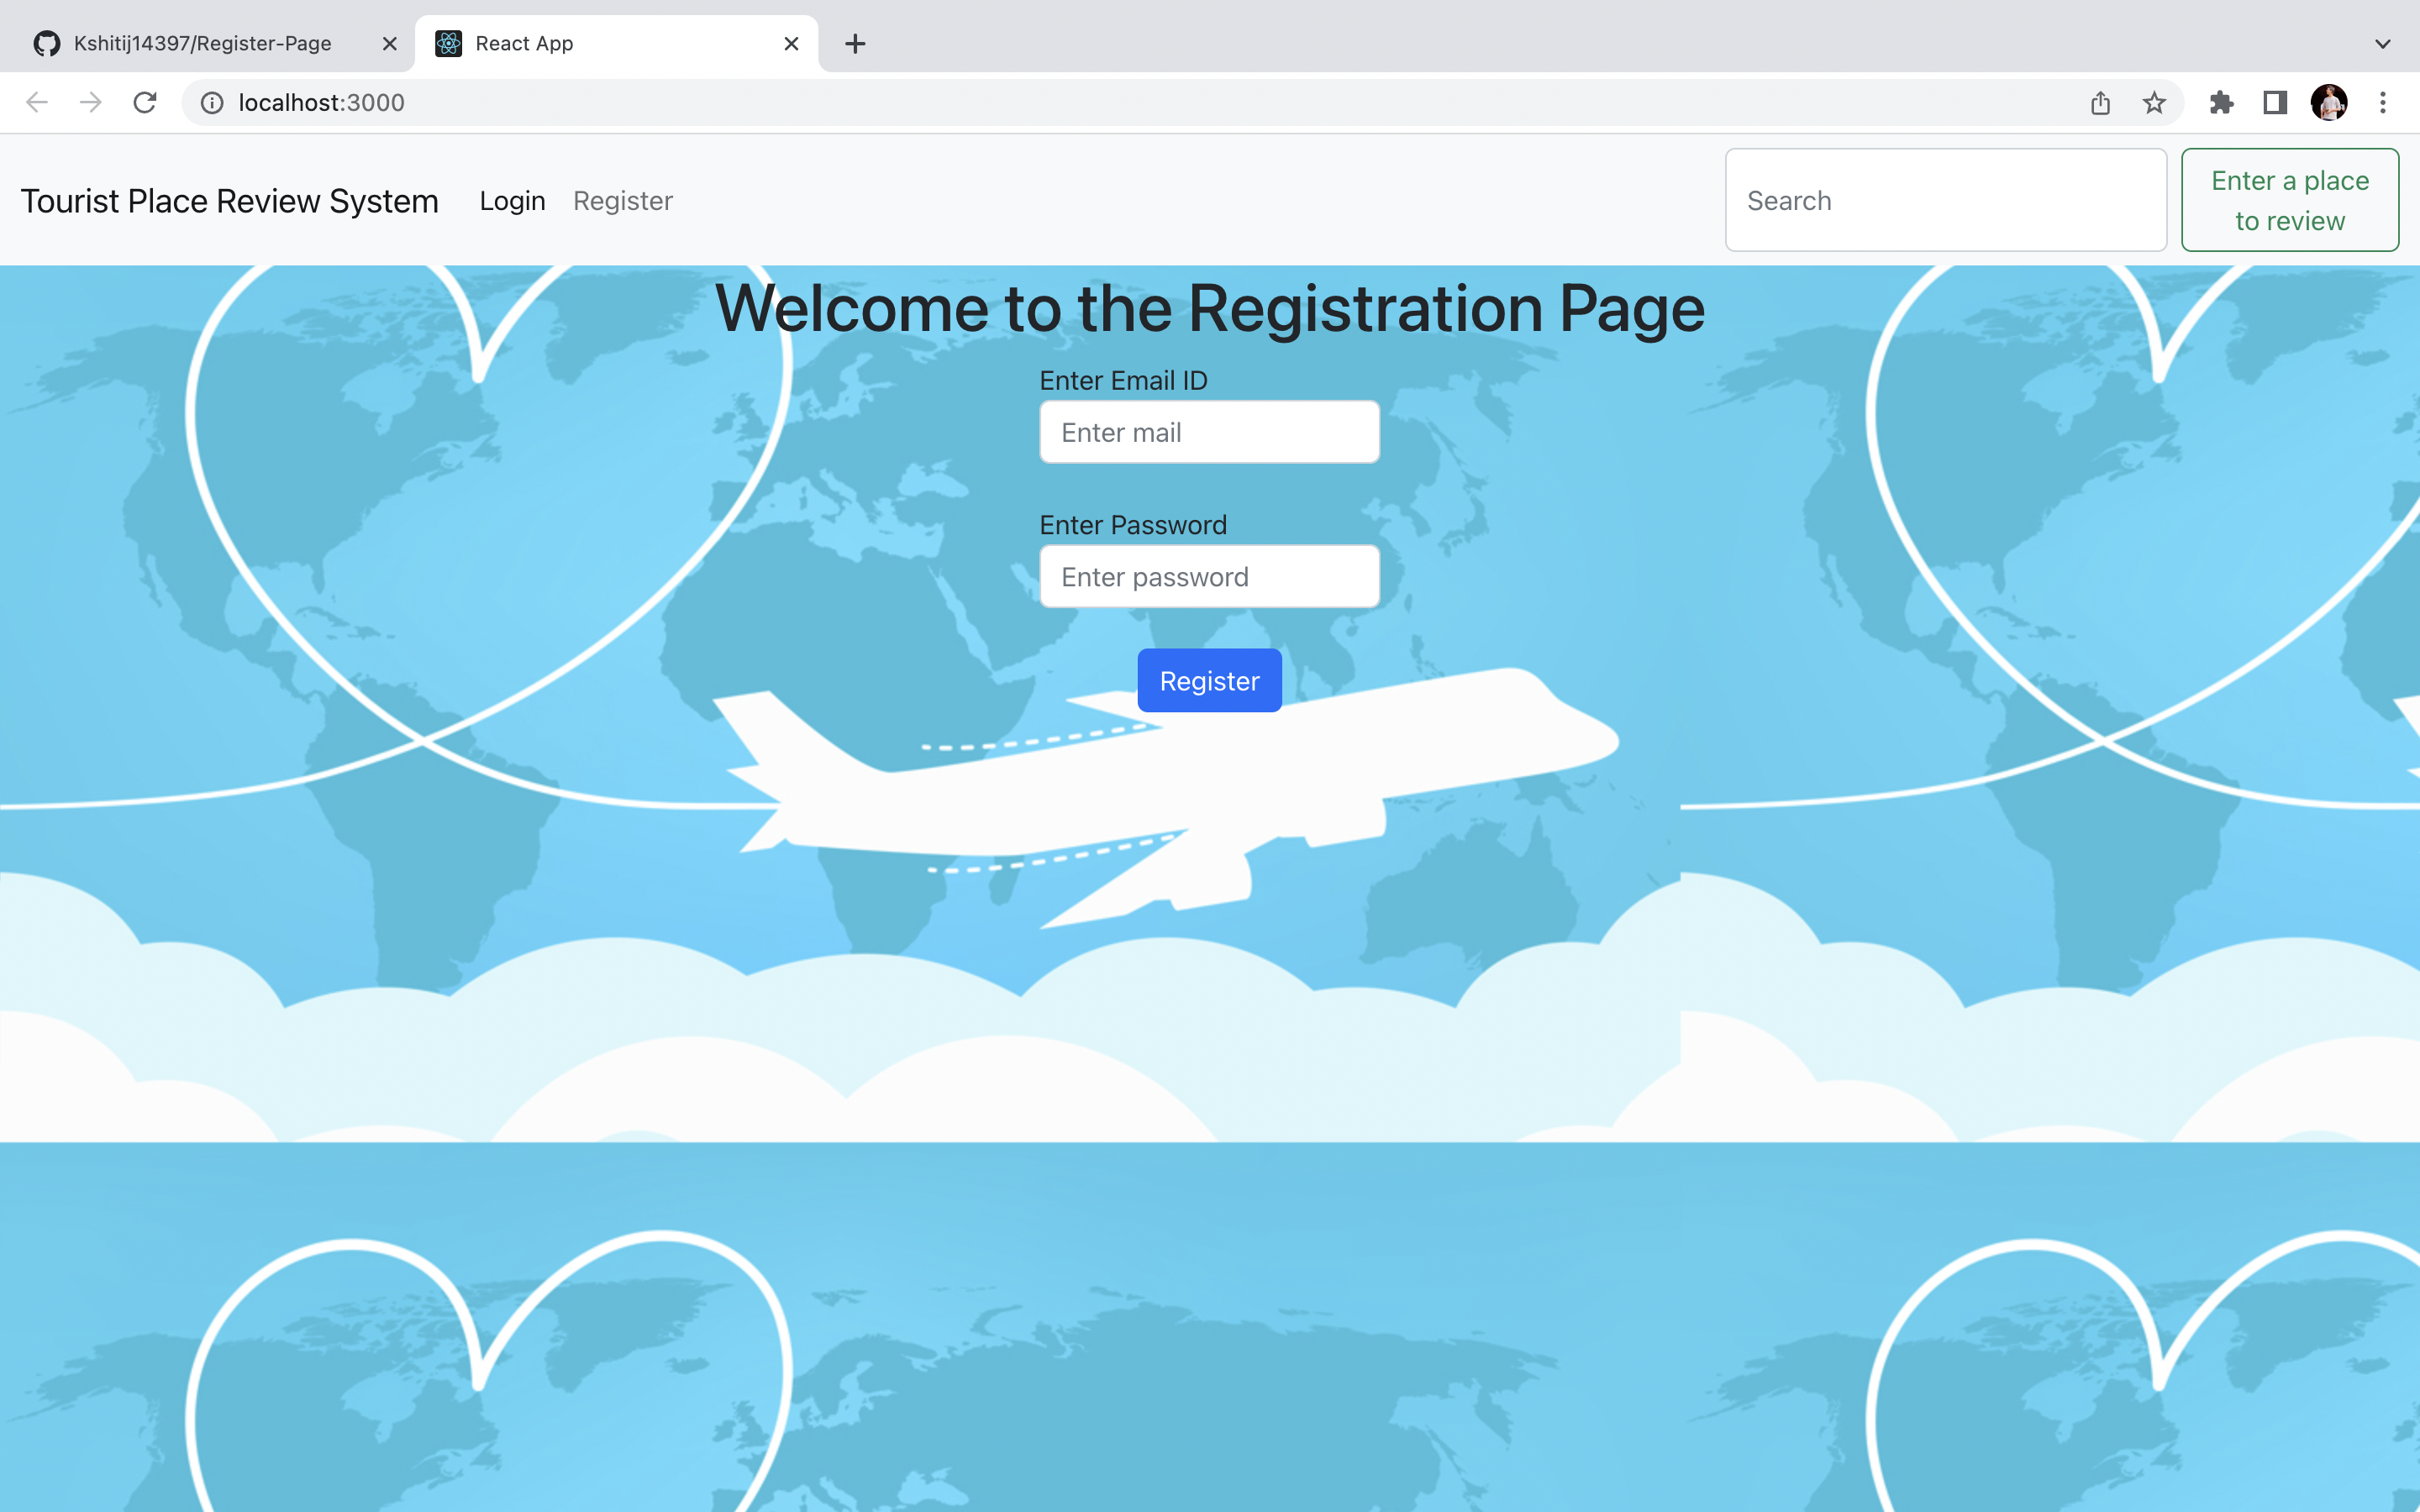 Kshitij14397/Register-Page
React App
localhost:3000
Tourist Place Review System
Login
Register
Search
Enter a place
to review
Welcome to the Registration Page
Enter Email ID
Enter mail
Enter Password
Enter password
Register